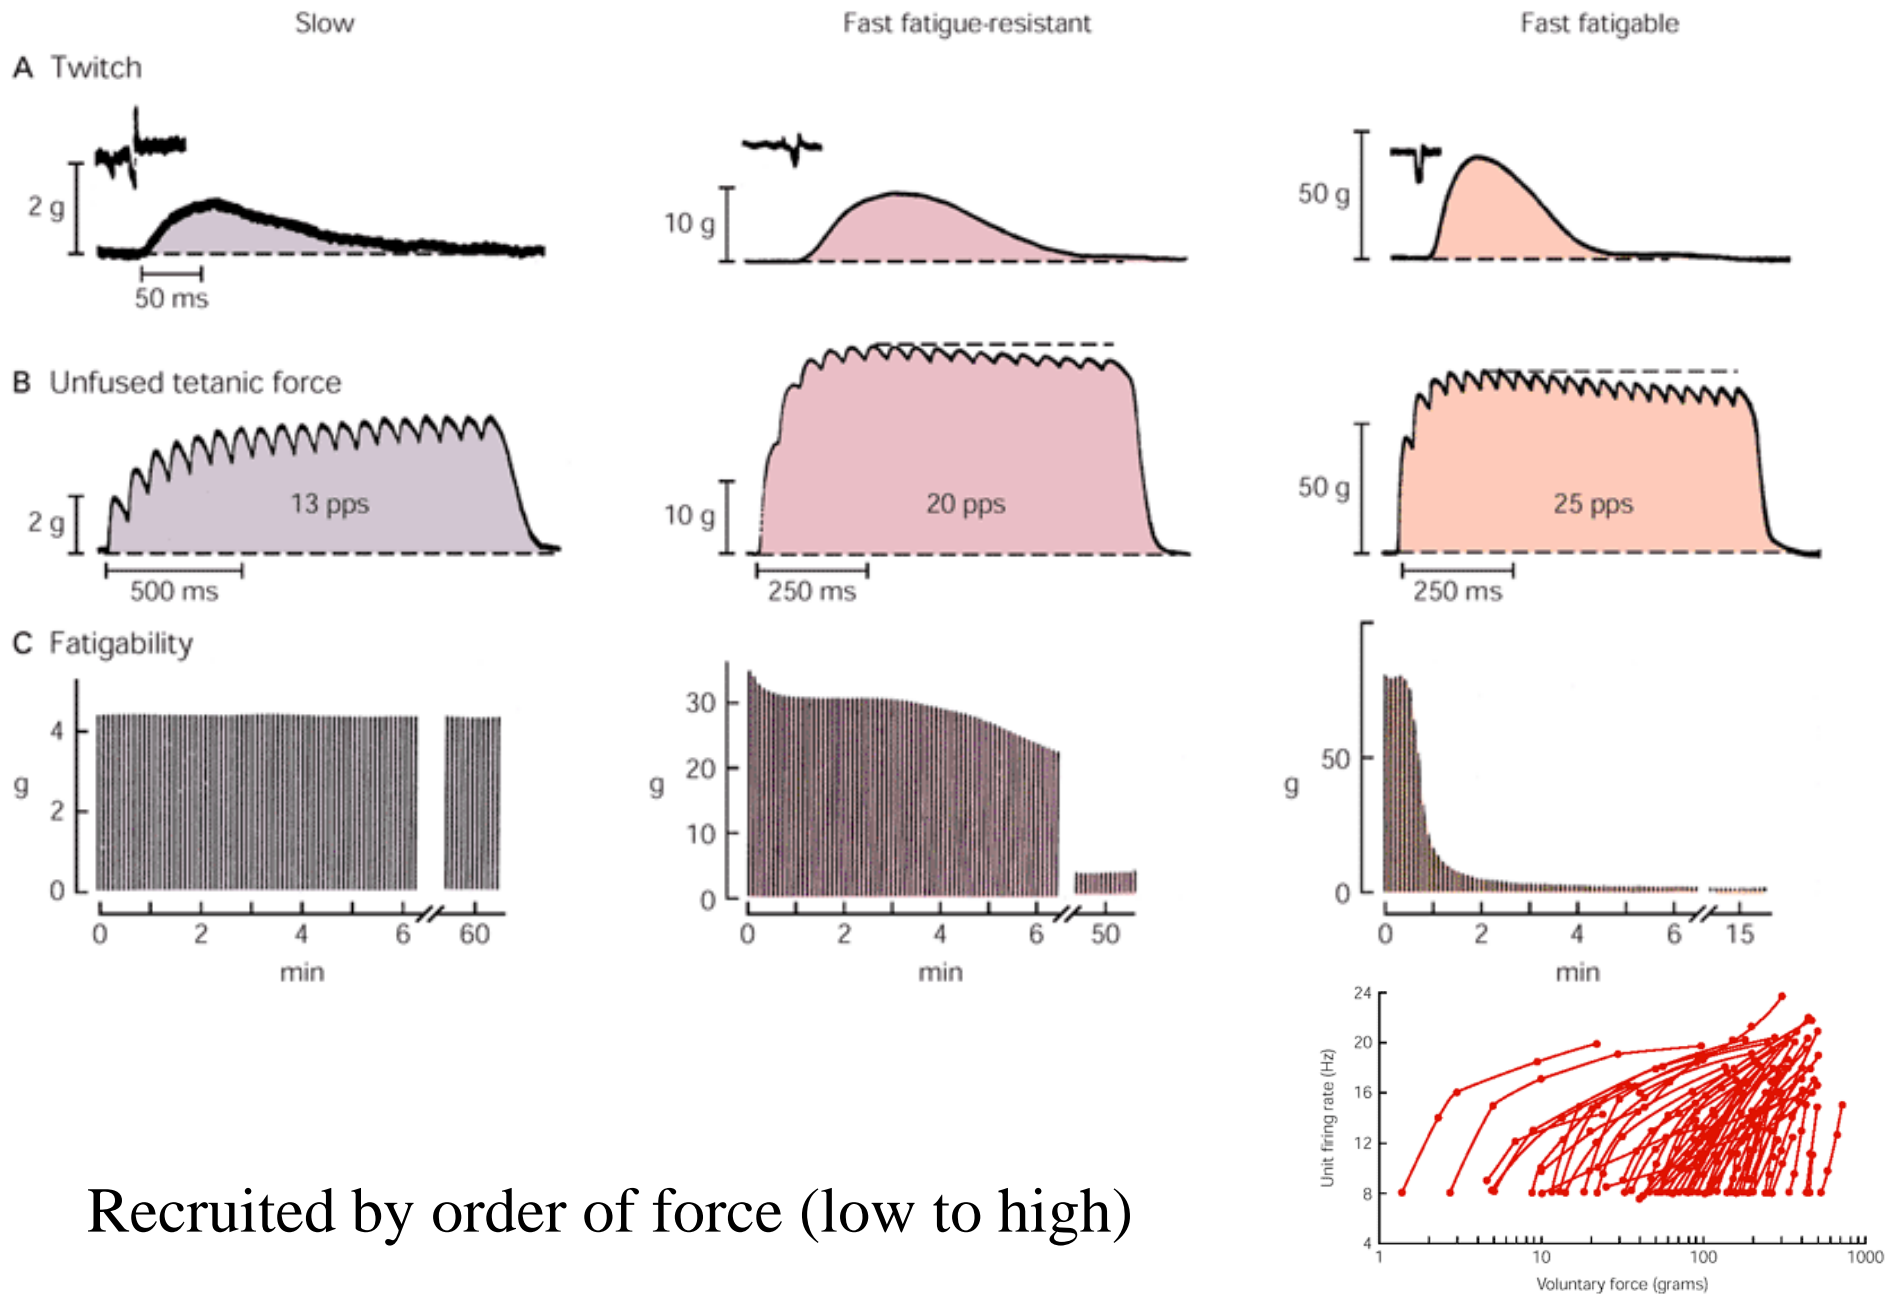 Slow
Fast fatigue-resistant
Fast fatigable
A Twitch
2 g
50 ms
10 g
50 g
B Unfused tetanic force
2 g
13 pps
500 ms
10 g
20 pps
250 ms
50 g
25 pps
250 ms
C Fatigability
4
2
0
g
0 2 4 6 60
min
30
20
10
0
g
0 2 4 6 50
min
50
0
g
0 2 4 6 15
min
24
20
16
12
8
4
Unit firing rate (Hz)
1 10 100 1000
Voluntary force (grams)
Recruited by order of force (low to high)